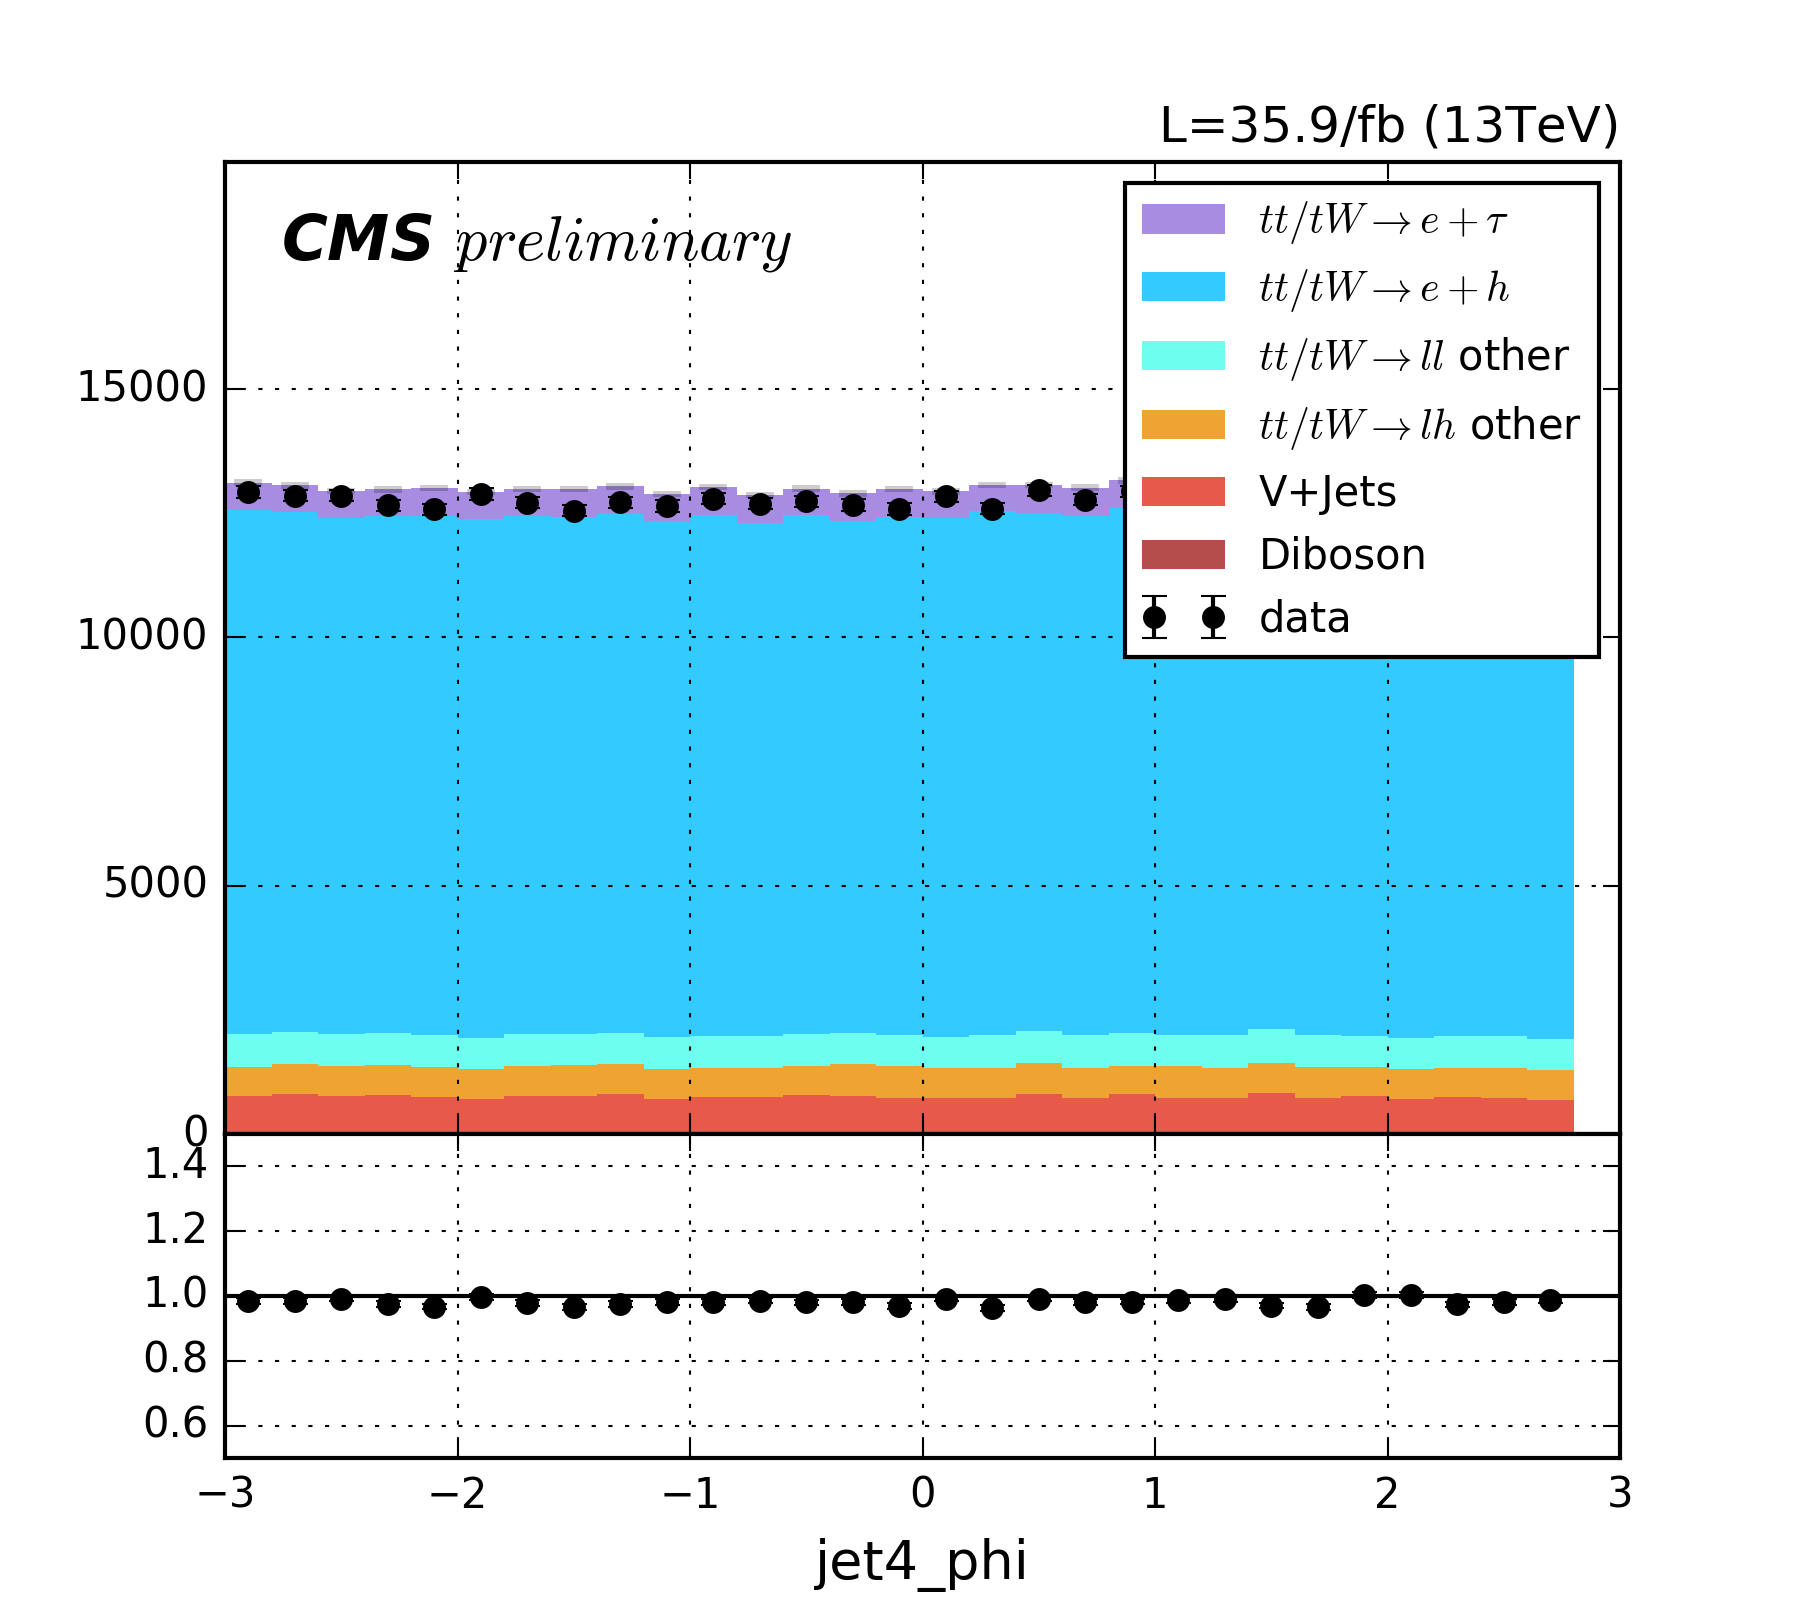 L=35.9/fb (13TeV)
CMS preliminary
tt/tW→e+τ
tt/tW→e+h
tt/tW→ll other
tt/tW→lh other
V+Jets
Diboson
data
15000
10000
5000
0
1.4
1.2
1.0
0.8
0.6
−3 −2 −1 0 1 2 3
jet4_phi